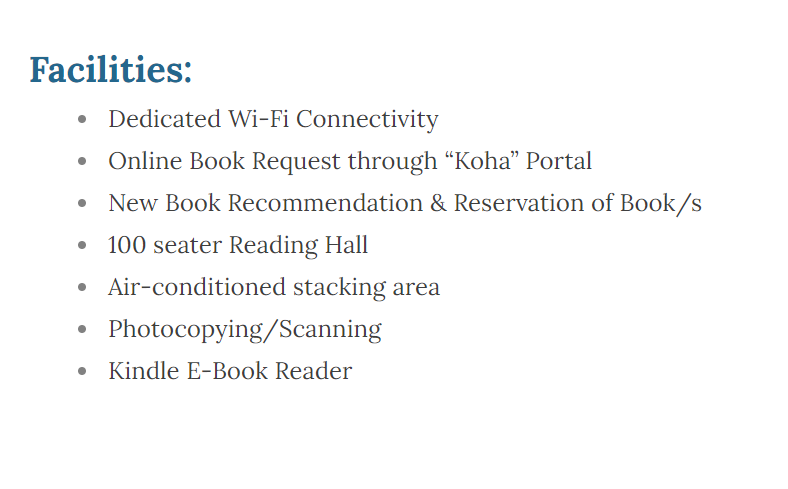 Facilities:
Dedicated Wi-Fi Connectivity
Online Book Request through “Koha” Portal
New Book Recommendation & Reservation of Book/s
100 seater Reading Hall
Air-conditioned stacking area
Photocopying/Scanning
Kindle E-Book Reader